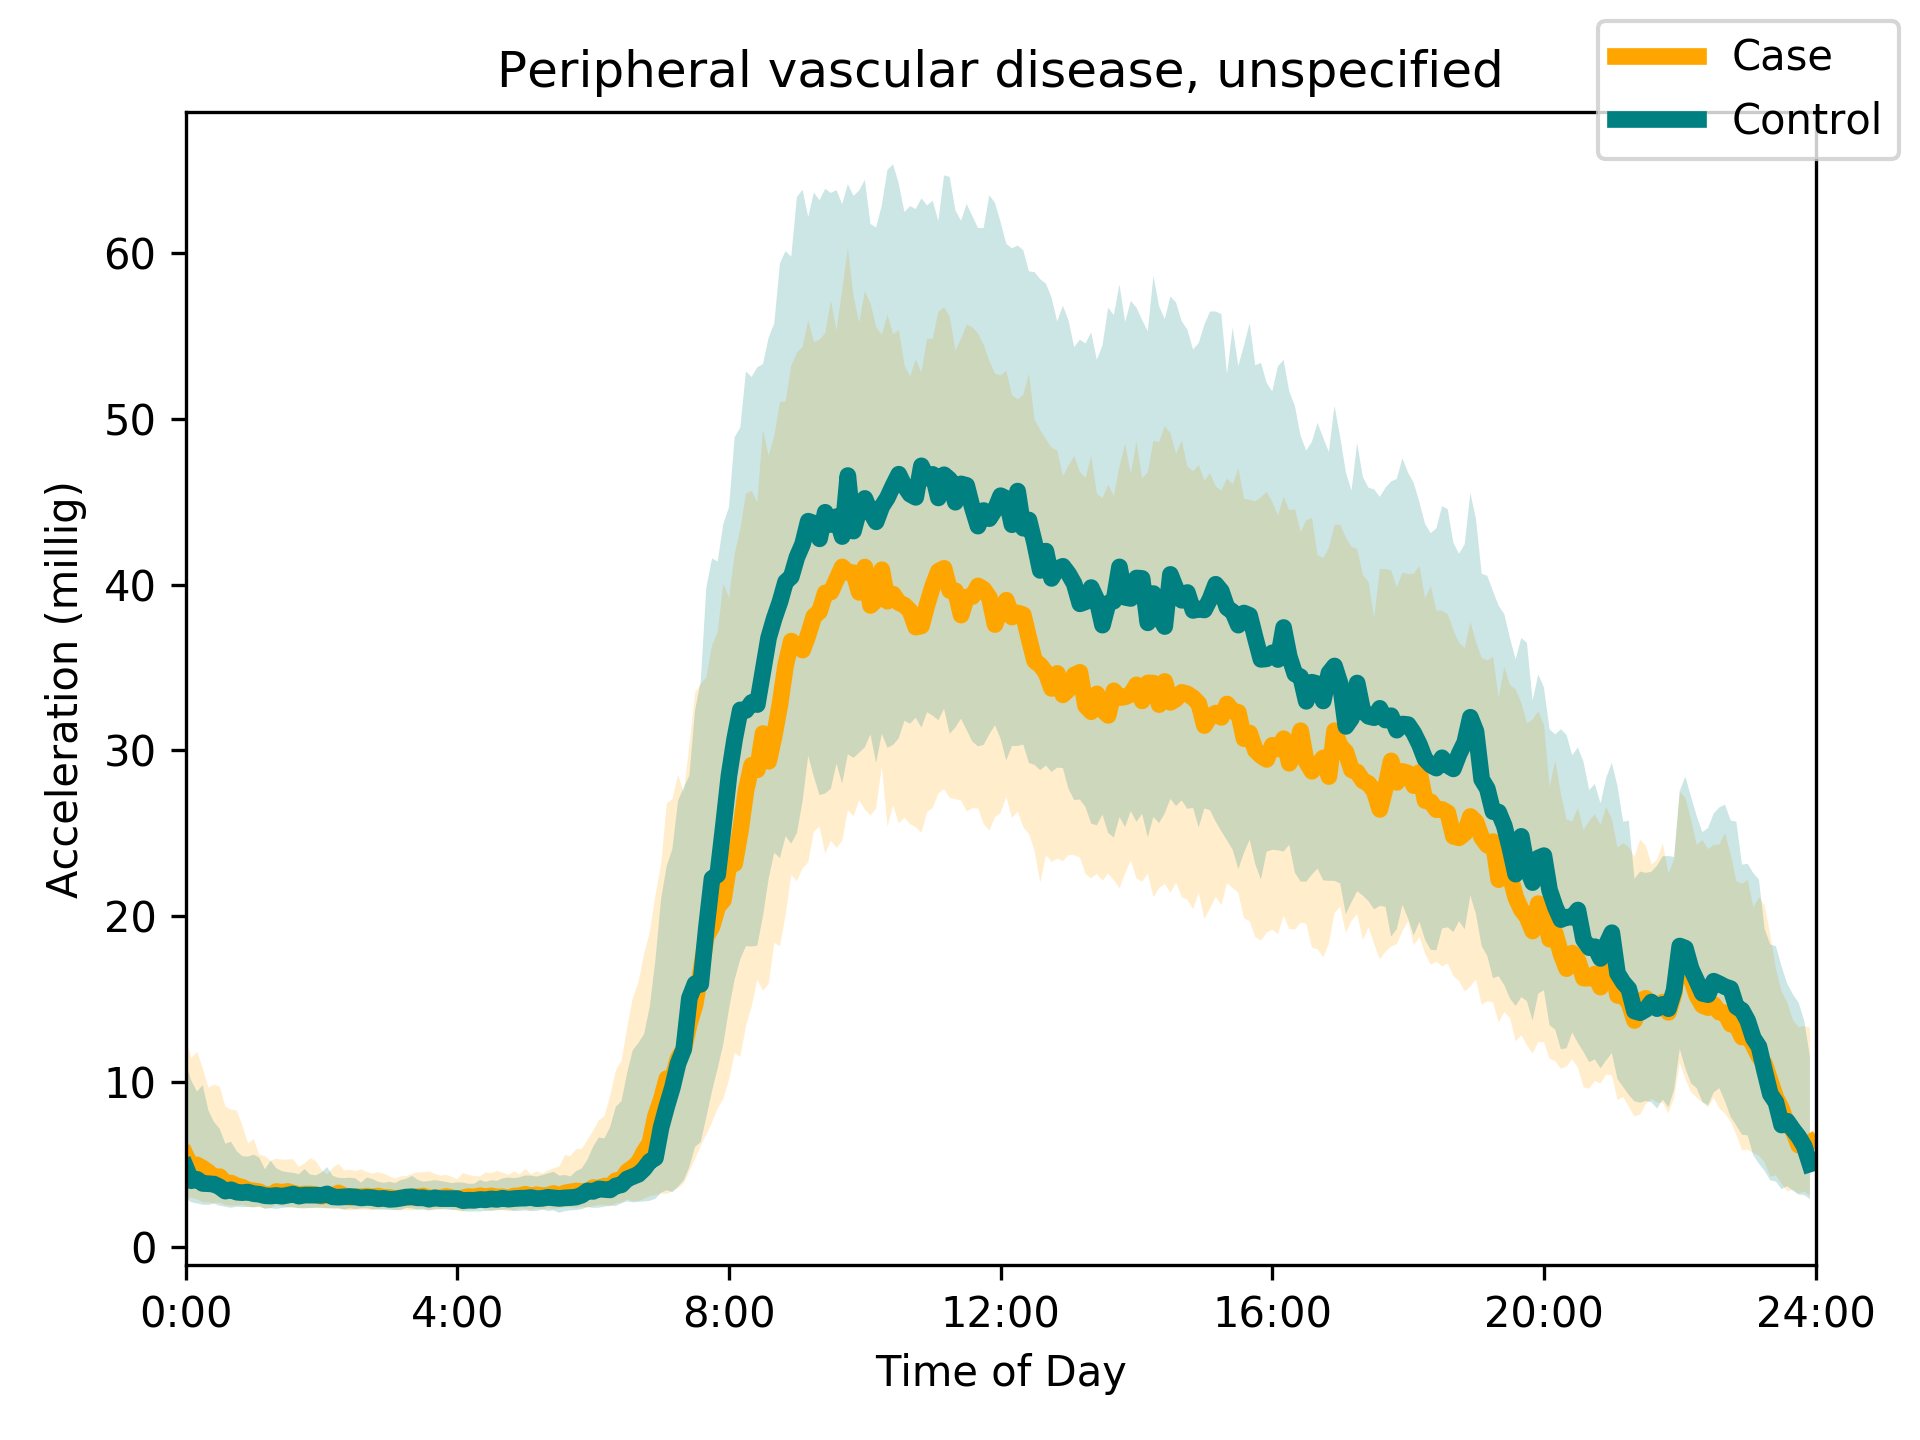 Peripheral vascular disease, unspecified
Case
Control
Acceleration (millig)
60
50
40
30
20
10
0
0:00 4:00 8:00 12:00 16:00 20:00 24:00
Time of Day